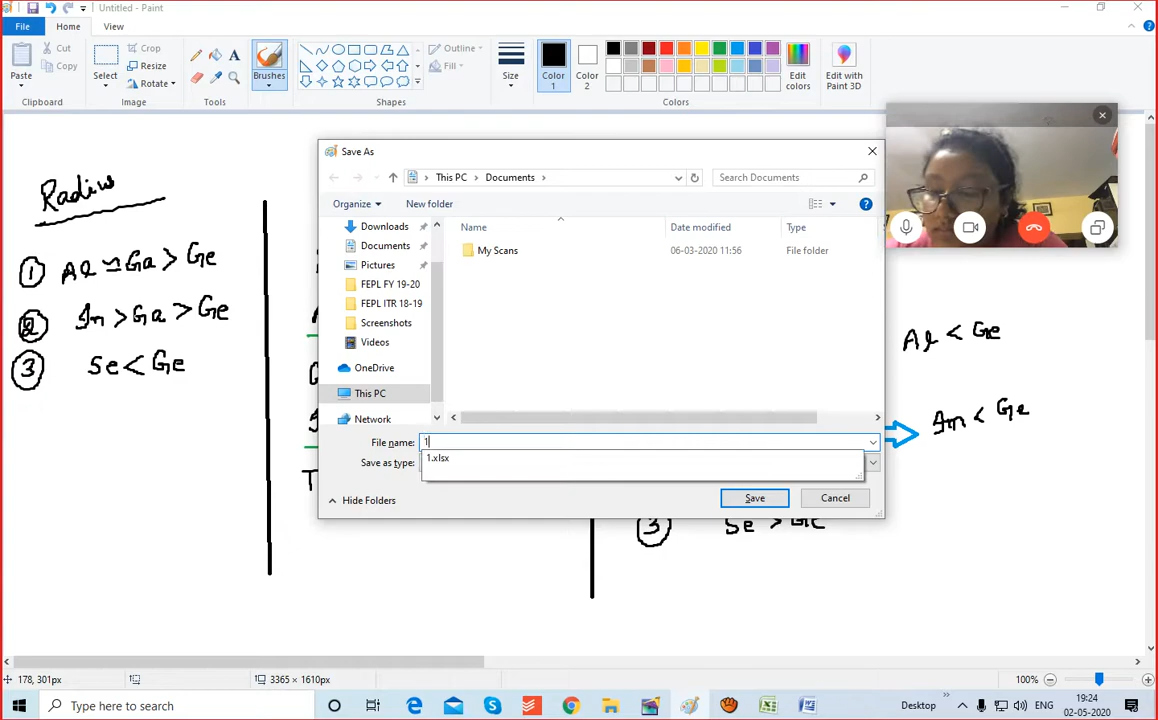 Untitled - Paint
File Home View
Paste
Cut
Copy
Clipboard
Select
Crop
Resize
Rotate
Image
A
Tools
Brushes
Outline
Fill
Shapes
Size
Color 1
Color 2
Colors
Edit colors
Edit with Paint 3D
Radius
① Al ≃ Ga > Ge
② In > Ga > Ge
③ Se < Ge
Al < Ge
In < Ge
③ Se > Ge
Save As
This PC > Documents >
Search Documents
Organize
New folder
Downloads
Documents
Pictures
FEPL FY 19-20
FEPL ITR 18-19
Screenshots
Videos
OneDrive
This PC
Network
Name Date modified Type
My Scans 06-03-2020 11:56 File folder
File name: 1
1.xlsx
Save as type:
Hide Folders
Save
Cancel
178, 301px
3365 × 1610px
100%
Type here to search
Desktop
ENG
19:24
02-05-2020